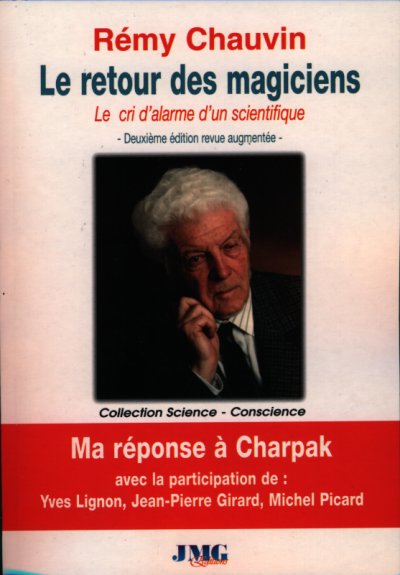 Rémy Chauvin
Le retour des magiciens
Le cri d'alarme d'un scientifique
- Deuxième édition revue augmentée -
Collection Science - Conscience
Ma réponse à Charpak
avec la participation de :
Yves Lignon, Jean-Pierre Girard, Michel Picard
JMG
Editions